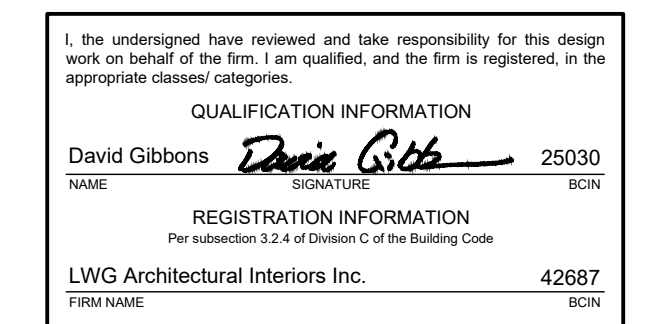 I, the undersigned have reviewed and take responsibility for this design
work on behalf of the firm. I am qualified, and the firm is registered, in the
appropriate classes/ categories.
QUALIFICATION INFORMATION
David Gibbons David Gibb 25030
NAME SIGNATURE BCIN
REGISTRATION INFORMATION
Per subsection 3.2.4 of Division C of the Building Code
LWG Architectural Interiors Inc. 42687
FIRM NAME BCIN